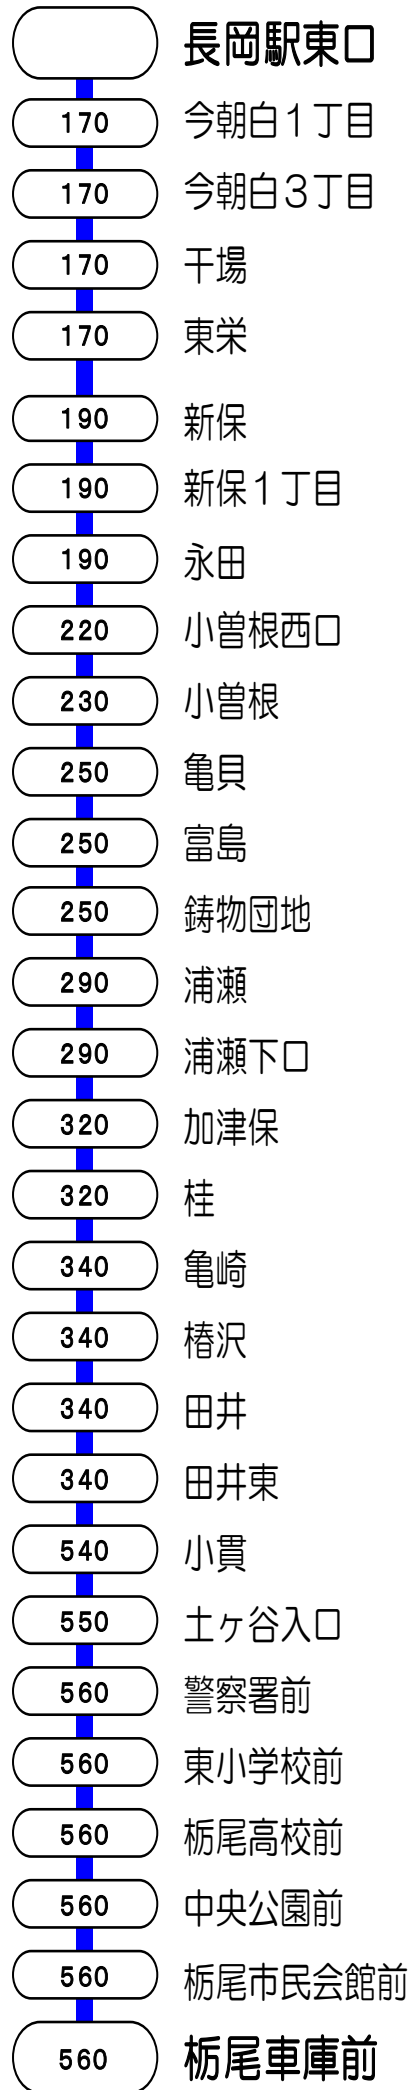 長岡駅東口
170 今朝白１丁目
170 今朝白３丁目
170 干場
170 東栄
190 新保
190 新保１丁目
190 永田
220 小曽根西口
230 小曽根
250 亀貝
250 富島
250 鋳物団地
290 浦瀬
290 浦瀬下口
320 加津保
320 桂
340 亀崎
340 椿沢
340 田井
340 田井東
540 小貫
550 土ヶ谷入口
560 警察署前
560 東小学校前
560 栃尾高校前
560 中央公園前
560 栃尾市民会館前
560 栃尾車庫前